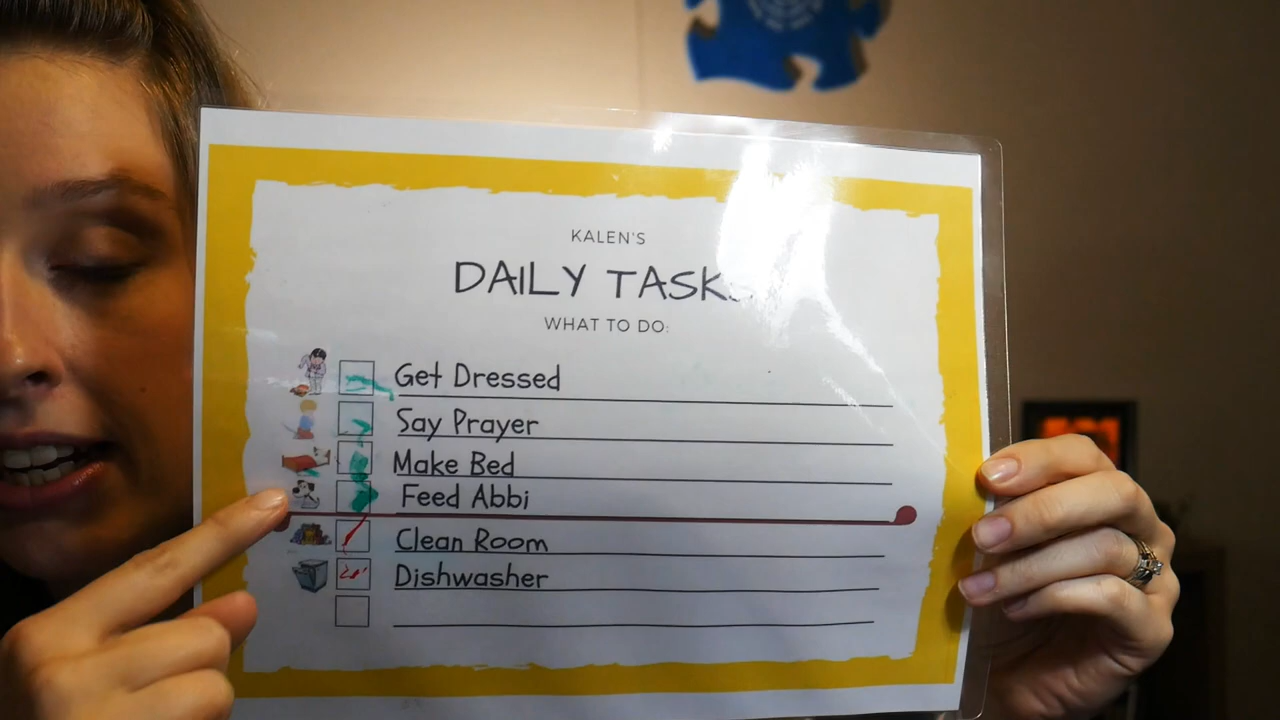 KALEN'S
DAILY TASKS
WHAT TO DO:
Get Dressed
Say Prayer
Make Bed
Feed Abbi
Clean Room
Dishwasher